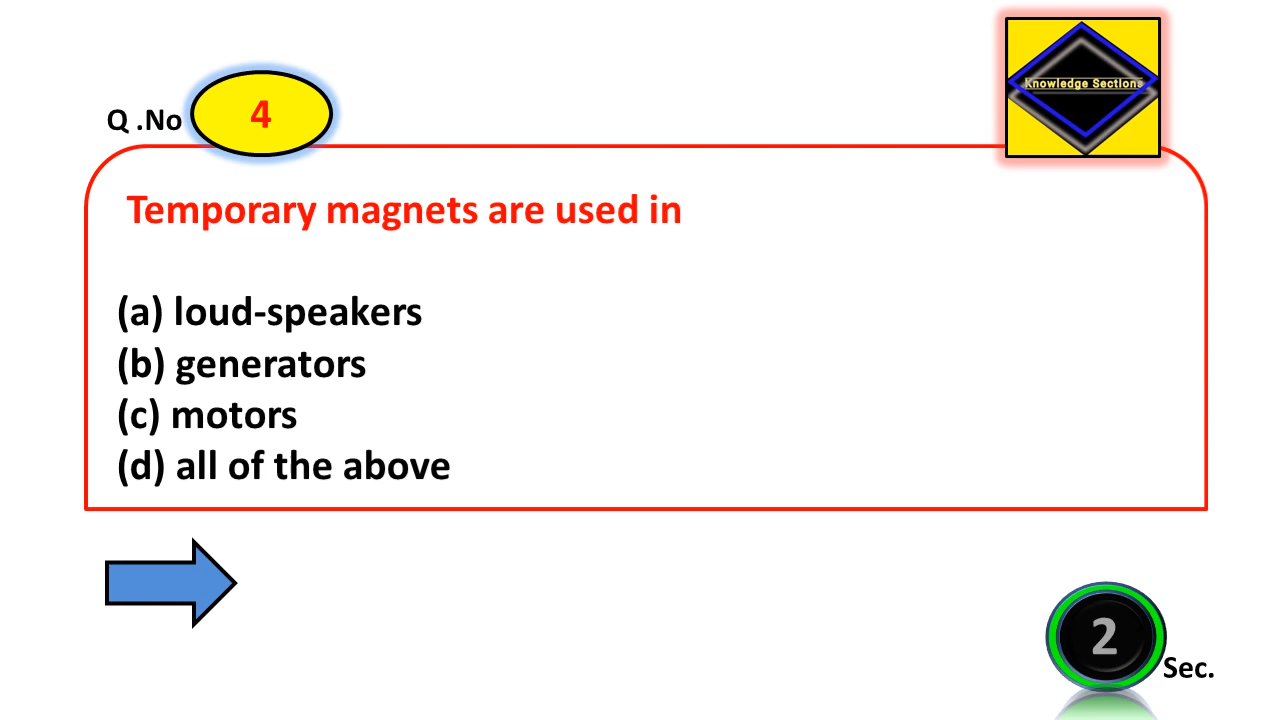 Knowledge Sections
Q .No 4
Temporary magnets are used in
(a) loud-speakers
(b) generators
(c) motors
(d) all of the above
2 Sec.